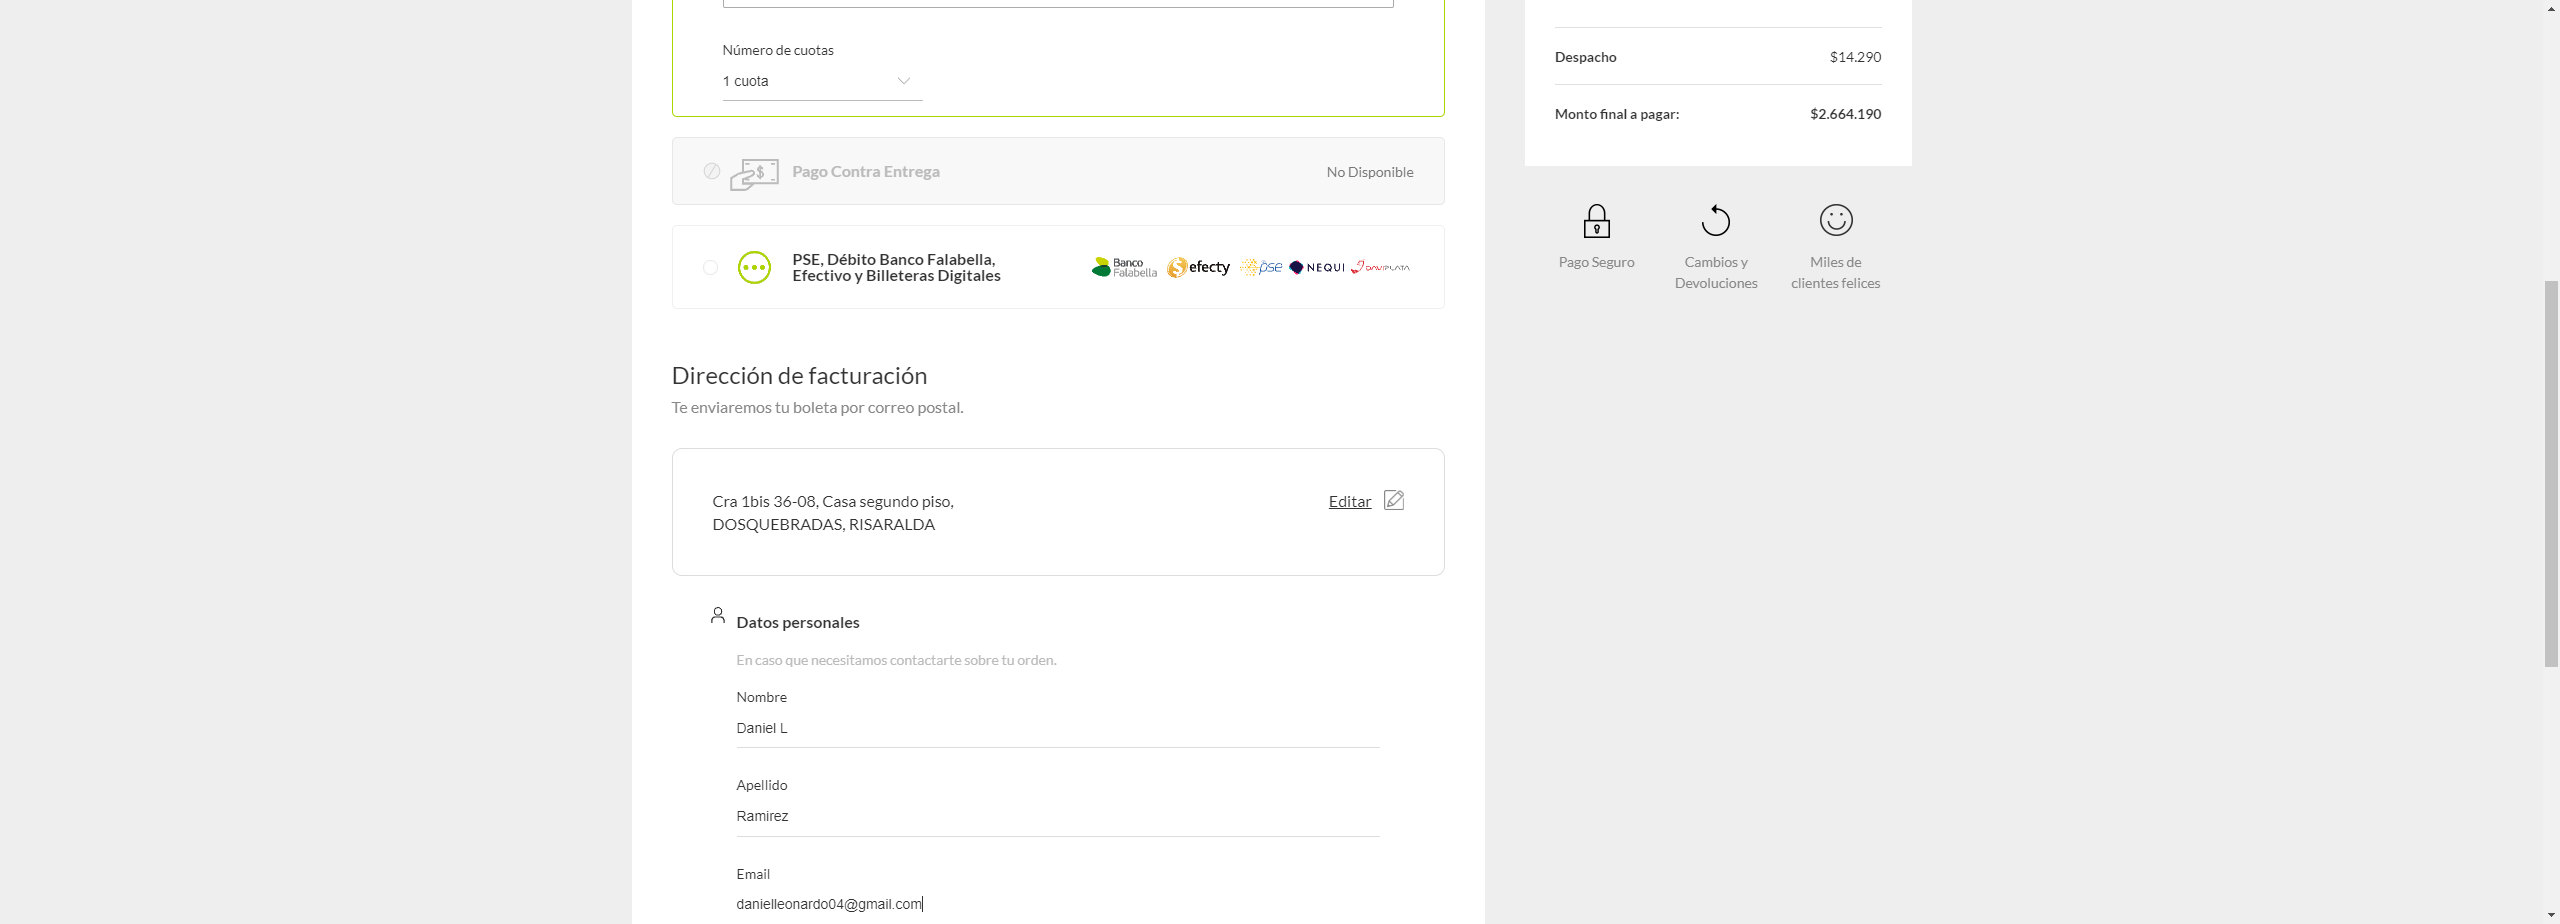 Número de cuotas
1 cuota
Pago Contra Entrega
No Disponible
PSE, Débito Banco Falabella,
Efectivo y Billeteras Digitales
Banco
Falabella
efecty
pse
NEQUI
DAVIPLATA
Dirección de facturación
Te enviaremos tu boleta por correo postal.
Cra 1bis 36-08, Casa segundo piso,
DOSQUEBRADAS, RISARALDA
Editar
Datos personales
En caso que necesitamos contactarte sobre tu orden.
Nombre
Daniel L
Apellido
Ramirez
Email
danielleonardo04@gmail.com
Despacho $14.290
Monto final a pagar: $2.664.190
Pago Seguro
Cambios y
Devoluciones
Miles de
clientes felices